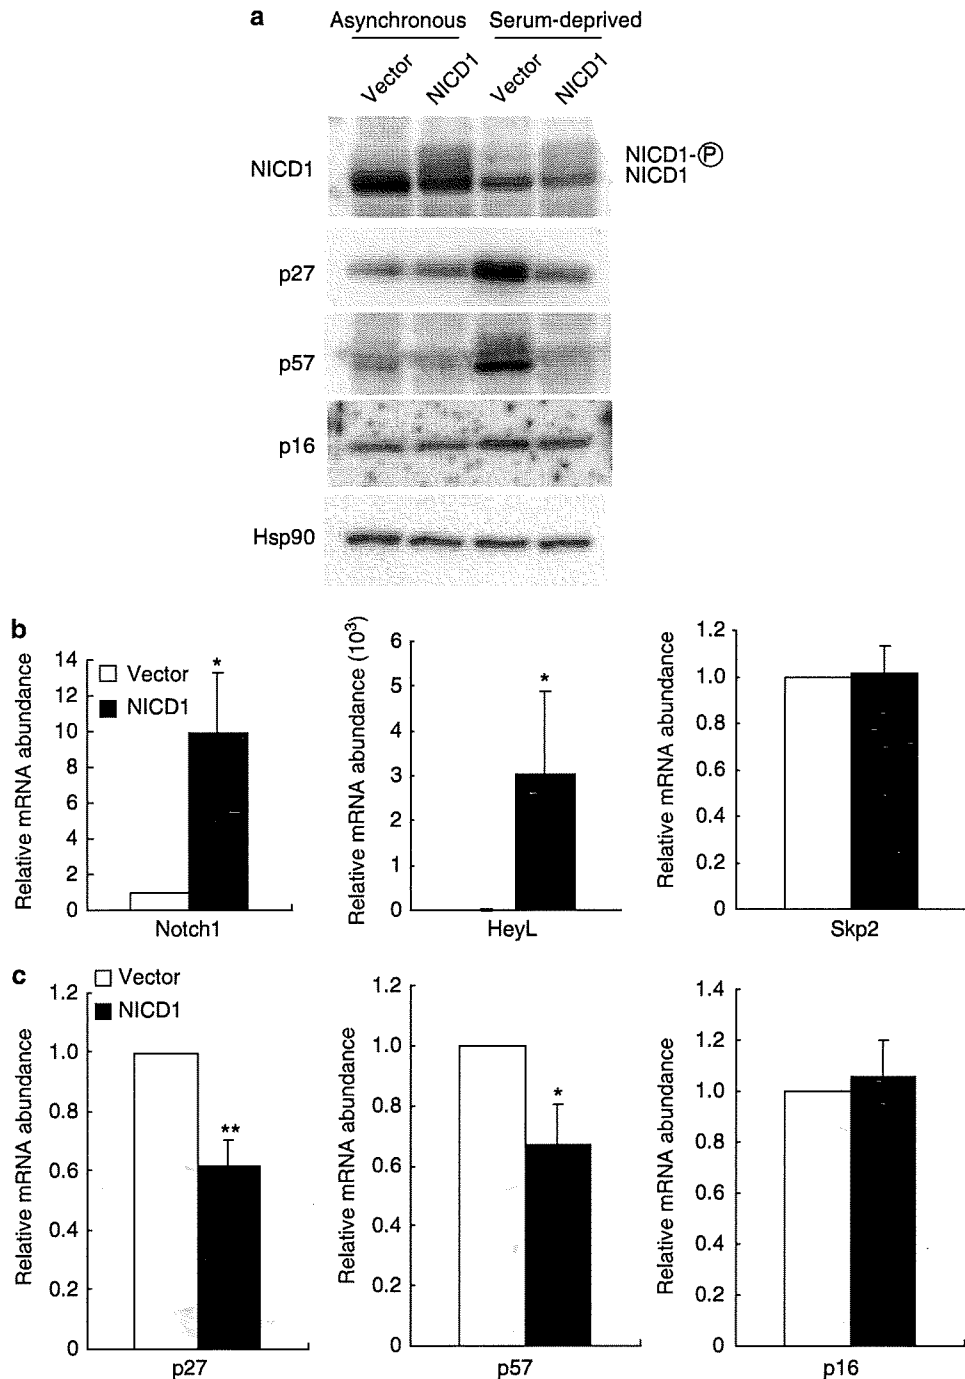 a
Asynchronous Serum-deprived
Vector NICD1 Vector NICD1
NICD1
NICD1-Ⓟ
NICD1
p27
p57
p16
Hsp90
b
Relative mRNA abundance
14
12
10
8
6
4
2
0
Vector
NICD1
*
Notch1
Relative mRNA abundance (10³)
6
5
4
3
2
1
0
*
HeyL
Relative mRNA abundance
1.2
1.0
0.8
0.6
0.4
0.2
0
Skp2
c
Vector
NICD1
Relative mRNA abundance
1.2
1.0
0.8
0.6
0.4
0.2
0
**
p27
Relative mRNA abundance
1.2
1.0
0.8
0.6
0.4
0.2
0
*
p57
Relative mRNA abundance
1.4
1.2
1.0
0.8
0.6
0.4
0.2
0
p16